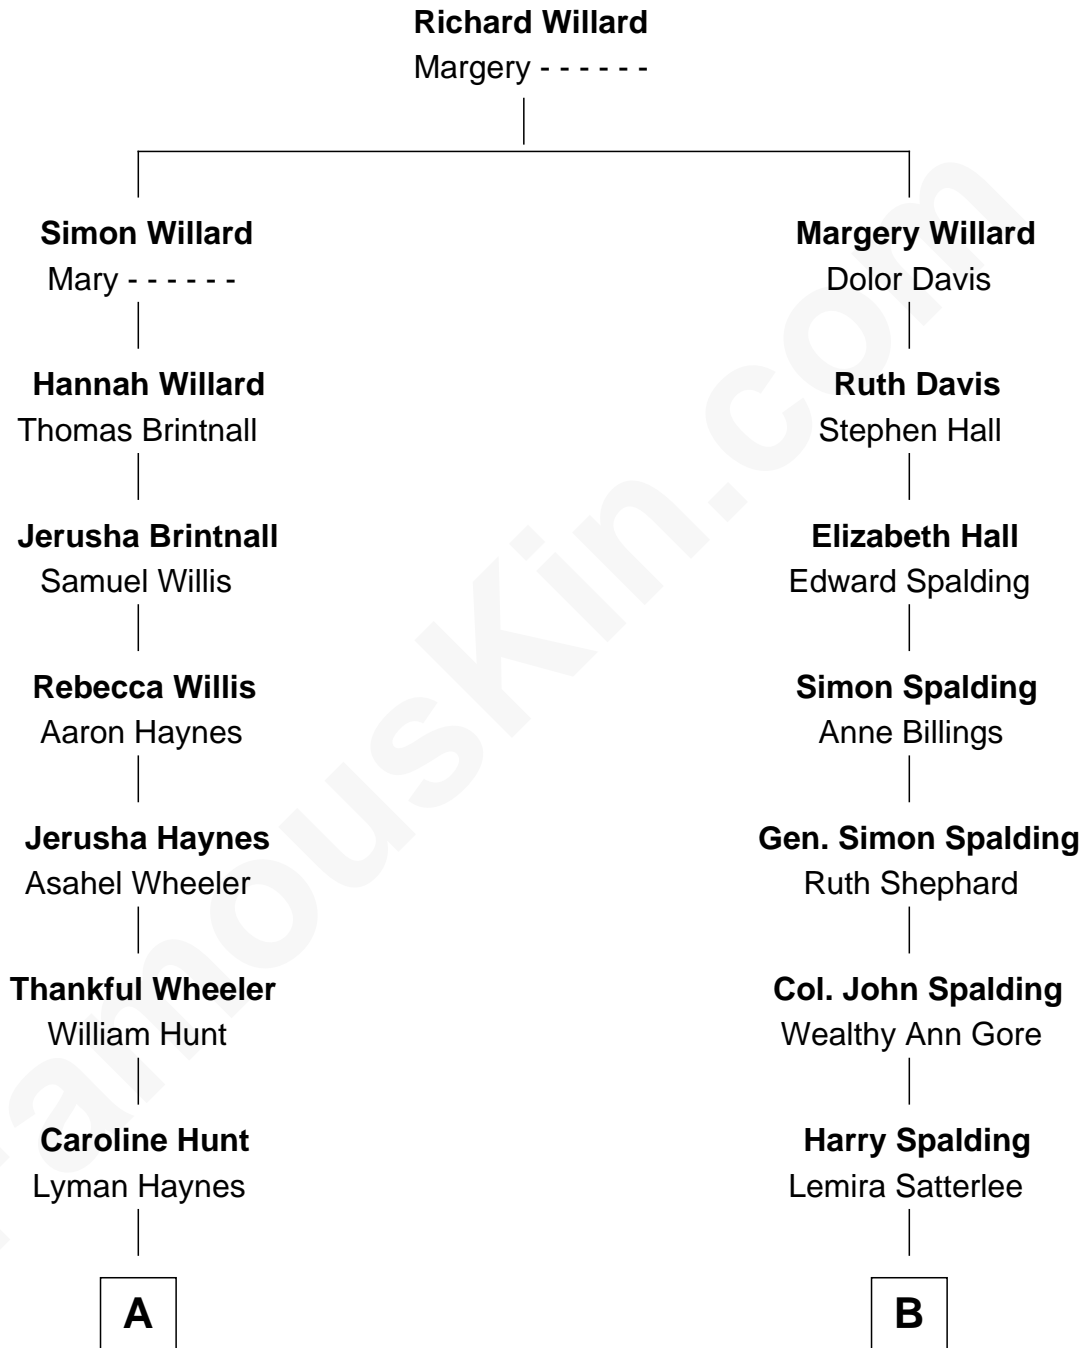 Richard Willard
Margery - - - - - -
Simon Willard
Mary - - - - - -
Margery Willard
Dolor Davis
Hannah Willard
Thomas Brintnall
Ruth Davis
Stephen Hall
Jerusha Brintnall
Samuel Willis
Elizabeth Hall
Edward Spalding
Rebecca Willis
Aaron Haynes
Simon Spalding
Anne Billings
Jerusha Haynes
Asahel Wheeler
Gen. Simon Spalding
Ruth Shephard
Thankful Wheeler
William Hunt
Col. John Spalding
Wealthy Ann Gore
Caroline Hunt
Lyman Haynes
Harry Spalding
Lemira Satterlee
A
B
FamousKin.com